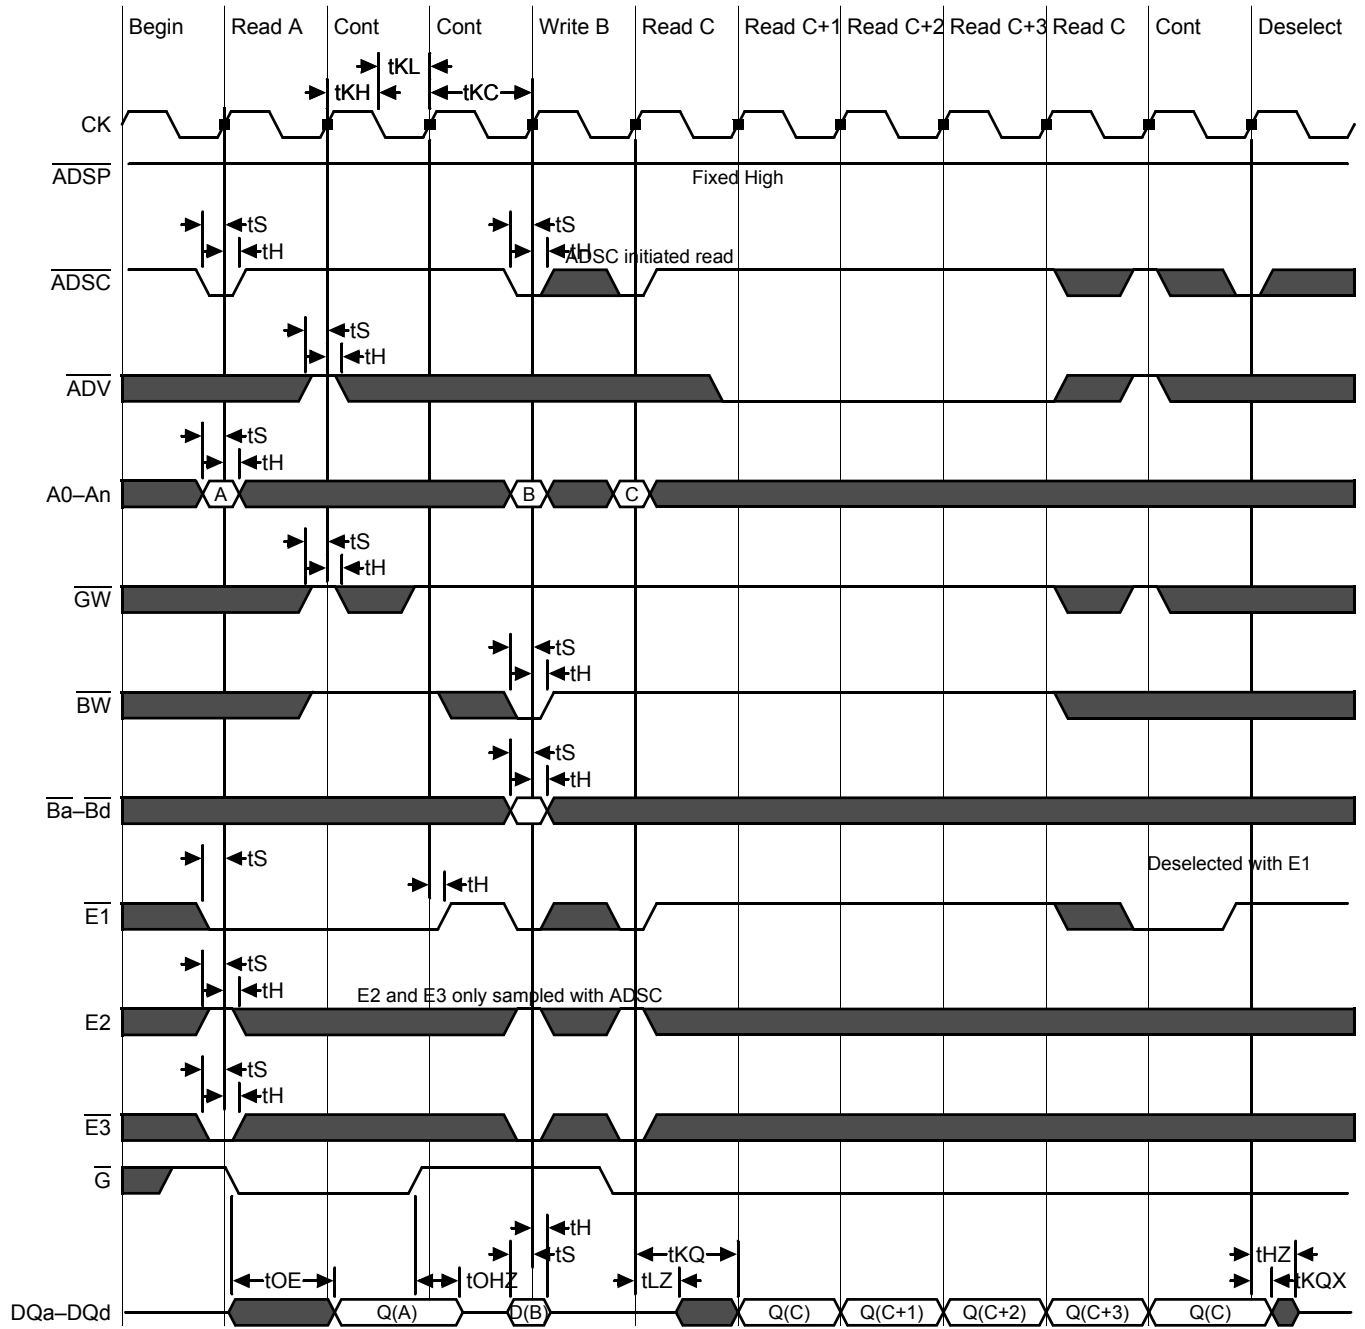 Begin Read A Cont Cont Write B Read C Read C+1 Read C+2 Read C+3 Read C Cont Deselect
tKL
tKH tKC
CK
ADSP
Fixed High
tS tS
tH tH
ADSC initiated read
ADSC
tS
tH
ADV
tS
tH
A0–An A B C
tS
tH
GW
tS
tH
BW
tS
tH
Ba–Bd
tS
Deselected with E1
tH
E1
tS
tH
E2 and E3 only sampled with ADSC
E2
tS
tH
E3
G
tH
tS tKQ tHZ
tOE tOHZ tLZ tKQX
DQa–DQd Q(A) D(B) Q(C) Q(C+1) Q(C+2) Q(C+3) Q(C)